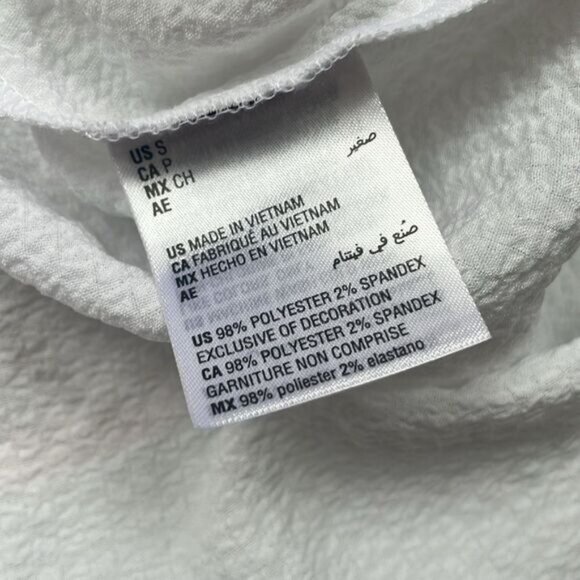 US S
CA P
MX CH
AE صغير
US MADE IN VIETNAM
CA FABRIQUÉ AU VIETNAM
MX HECHO EN VIETNAM
AE صُنع في فيتنام
US 98% POLYESTER 2% SPANDEX
EXCLUSIVE OF DECORATION
CA 98% POLYESTER 2% SPANDEX
GARNITURE NON COMPRISE
MX 98% poliester 2% elastano